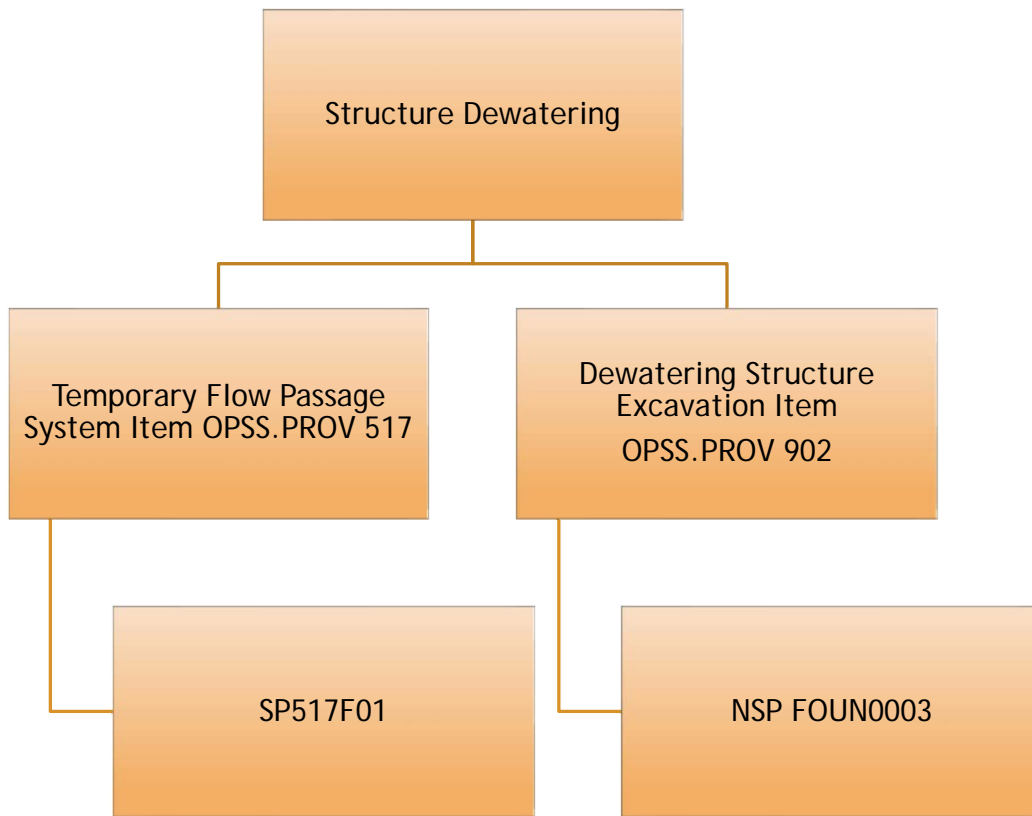 Structure Dewatering
Temporary Flow Passage
System Item OPSS.PROV 517
Dewatering Structure
Excavation Item
OPSS.PROV 902
SP517F01
NSP FOUN0003